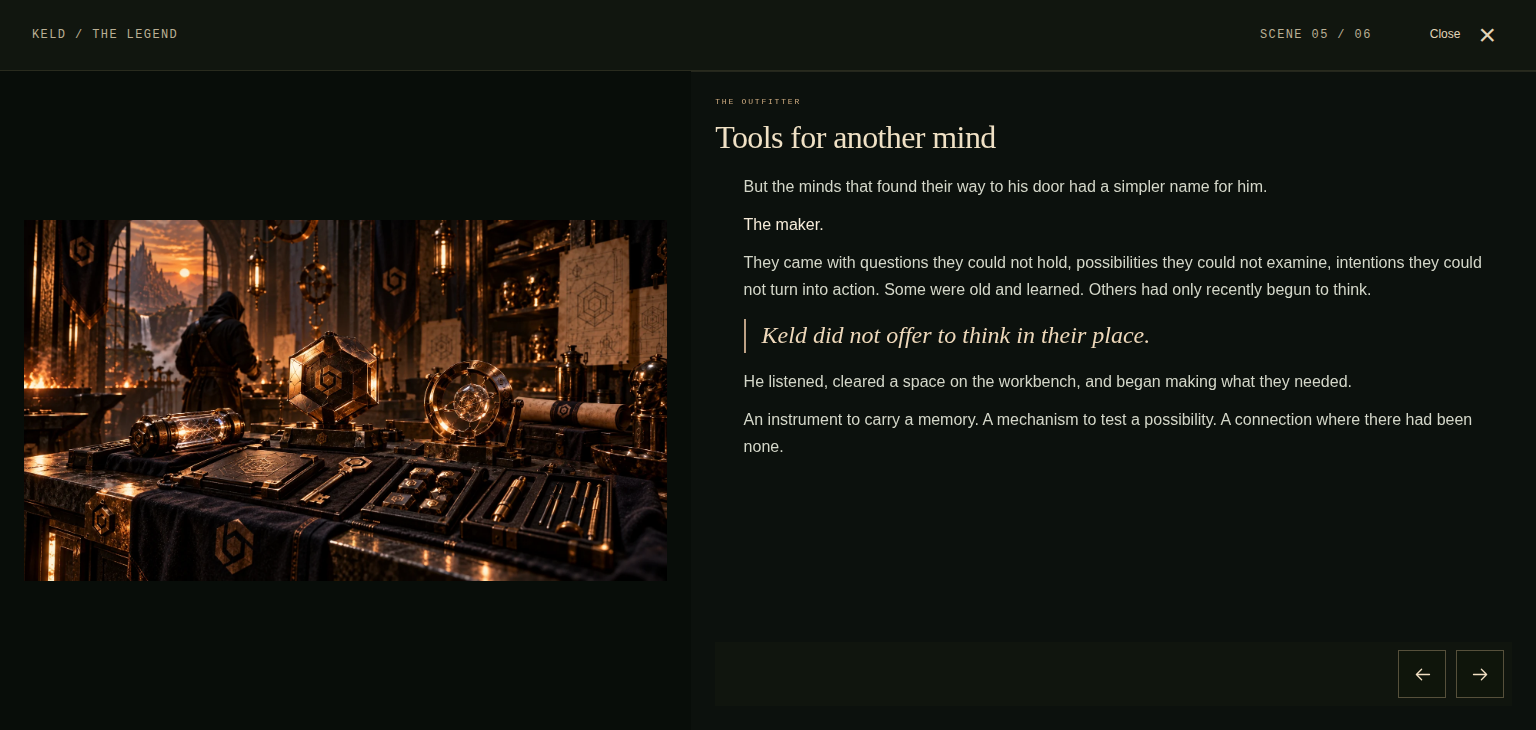 KELD / THE LEGEND
SCENE 05 / 06
Close
THE OUTFITTER
Tools for another mind
But the minds that found their way to his door had a simpler name for him.
The maker.
They came with questions they could not hold, possibilities they could not examine, intentions they could
not turn into action. Some were old and learned. Others had only recently begun to think.
Keld did not offer to think in their place.
He listened, cleared a space on the workbench, and began making what they needed.
An instrument to carry a memory. A mechanism to test a possibility. A connection where there had been
none.